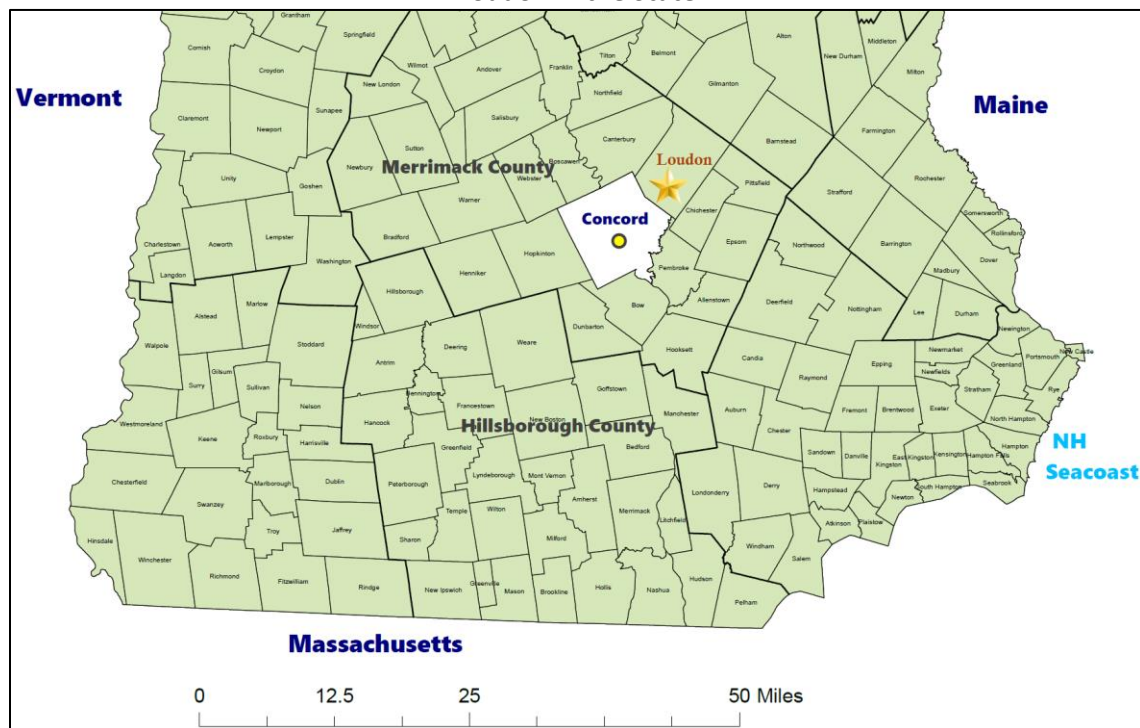 Grantham
Springfield
Cornish
Croydon
Wilmot
Andover
Franklin
Tilton
Belmont
Alton
New Durham
Middleton
Milton
Vermont
Maine
New London
Northfield
Gilmanton
Claremont
Newport
Sunapee
Salisbury
Canterbury
Barnstead
Farmington
Sutton
Newbury
Merrimack County
Boscawen
Webster
Loudon
Rochester
Unity
Goshen
Pittsfield
Strafford
Warner
Concord
Chichester
Somersworth
Rollinsford
Charlestown
Acworth
Lempster
Bradford
Epsom
Northwood
Barrington
Dover
Langdon
Washington
Henniker
Hopkinton
Pembroke
Madbury
Hillsborough
Allenstown
Deerfield
Nottingham
Lee
Durham
Alstead
Marlow
Bow
Windsor
Dunbarton
Newington
Walpole
Stoddard
Deering
Weare
Hooksett
Newmarket
Portsmouth
New Castle
Antrim
Candia
Epping
Greenland
Surry
Gilsum
Sullivan
Raymond
Newfields
Rye
Bennington
Goffstown
Stratham
Nelson
Francestown
Manchester
Auburn
Fremont
Brentwood
Exeter
North Hampton
Westmoreland
Keene
Roxbury
Harrisville
Hancock
New Boston
Hillsborough County
Chester
Greenfield
Bedford
Hampton
NH
Seacoast
Sandown
Danville
Kingston
East Kingston
Kensington
Hampton Falls
Chesterfield
Swanzey
Marlborough
Dublin
Peterborough
Lyndeborough
Mont Vernon
Londonderry
Derry
Hampstead
Newton
South Hampton
Seabrook
Temple
Wilton
Amherst
Merrimack
Litchfield
Troy
Jaffrey
Sharon
Milford
Atkinson
Plaistow
Hinsdale
Winchester
Windham
Salem
Richmond
Fitzwilliam
Rindge
New Ipswich
Greenville
Mason
Brookline
Hollis
Nashua
Hudson
Pelham
Massachusetts
0 12.5 25 50 Miles